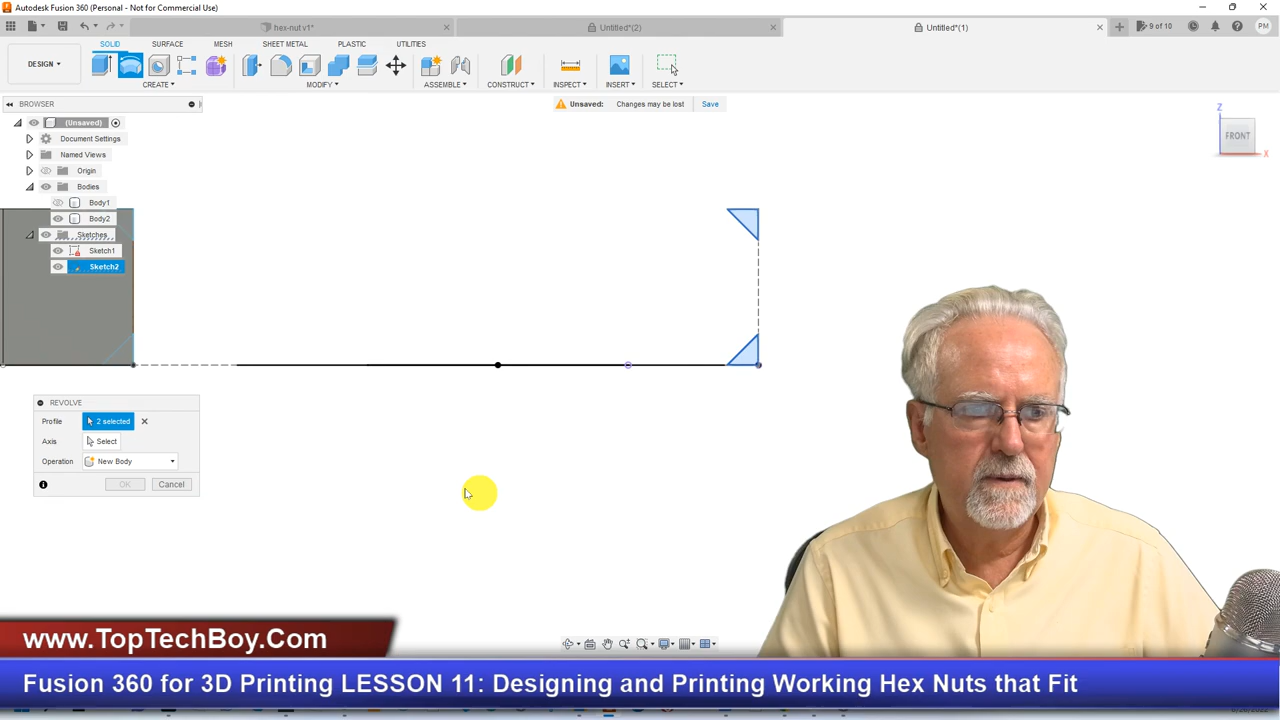 Autodesk Fusion 360 (Personal - Not for Commercial Use)
hex-nut v1*
Untitled*(2)
Untitled*(1)
9 of 10
PM
SOLID SURFACE MESH SHEET METAL PLASTIC UTILITIES
DESIGN
CREATE MODIFY ASSEMBLE CONSTRUCT INSPECT INSERT SELECT
BROWSER
Unsaved: Changes may be lost Save
(Unsaved)
Document Settings
Named Views
Origin
Bodies
Body1
Body2
Sketches
Sketch1
Sketch2
Z
FRONT
X
REVOLVE
Profile 2 selected
Axis Select
Operation New Body
OK Cancel
www.TopTechBoy.Com
Fusion 360 for 3D Printing LESSON 11: Designing and Printing Working Hex Nuts that Fit